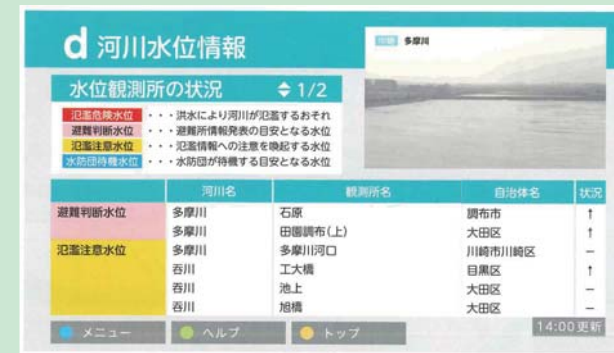 d 河川水位情報
中継 多摩川
水位観測所の状況 1/2
氾濫危険水位 ・・・洪水により河川が氾濫するおそれ
避難判断水位 ・・・避難所情報発表の目安となる水位
氾濫注意水位 ・・・氾濫情報への注意を喚起する水位
水防団待機水位 ・・・水防団が待機する目安となる水位
河川名 観測所名 自治体名 状況
避難判断水位 多摩川 石原 調布市 ↑
多摩川 田園調布(上) 大田区 ↑
氾濫注意水位 多摩川 多摩川河口 川崎市川崎区 −
呑川 工大橋 目黒区 ↑
呑川 池上 大田区 −
呑川 旭橋 大田区 −
メニュー ヘルプ トップ 14:00更新